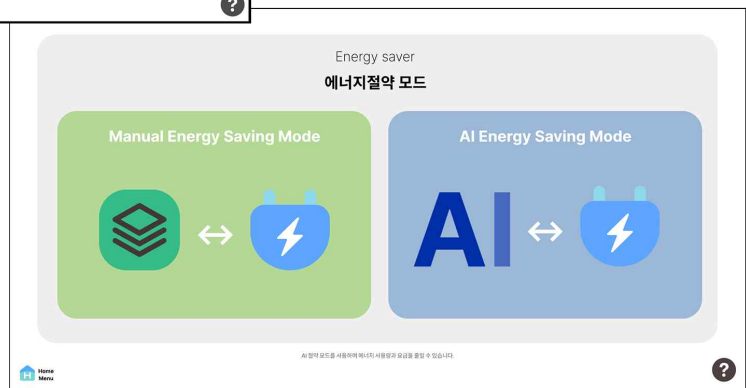 ?
Energy saver
에너지절약 모드
Manual Energy Saving Mode
AI Energy Saving Mode
AI
AI 절약 모드를 사용하여 에너지 사용량과 요금을 줄일 수 있습니다
H
Home
Menu
?